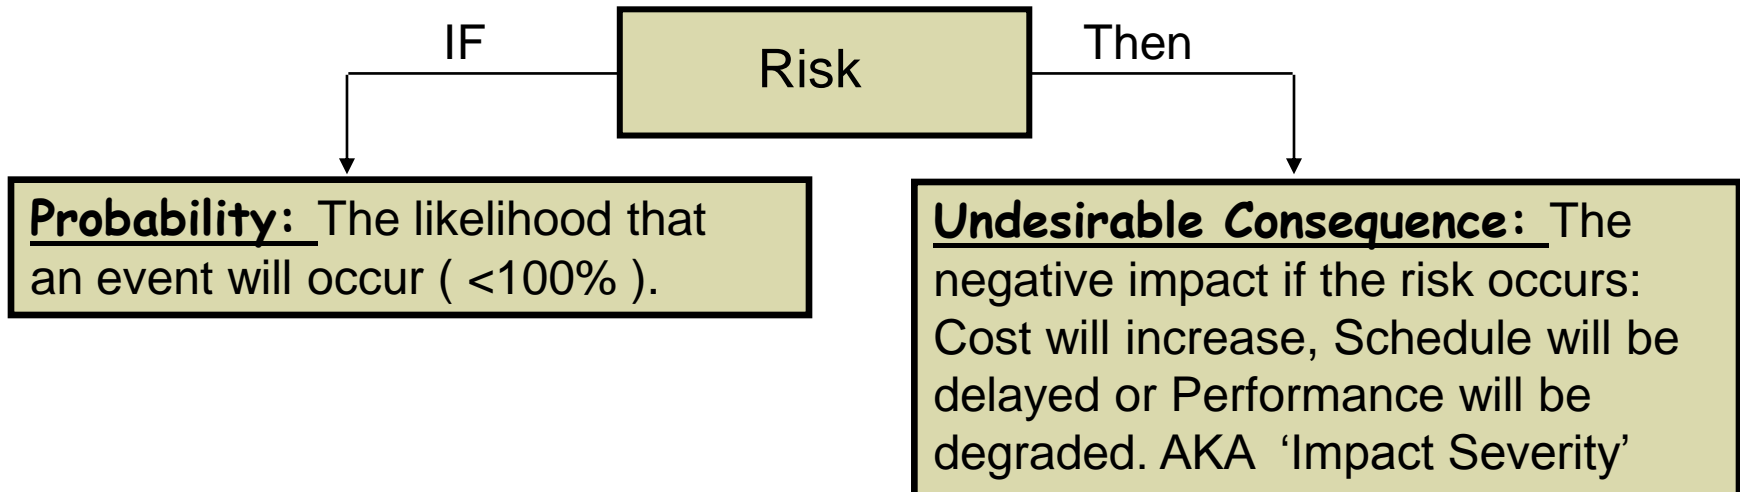 IF
Risk
Then
Probability: The likelihood that
an event will occur ( <100% ).
Undesirable Consequence: The
negative impact if the risk occurs:
Cost will increase, Schedule will be
delayed or Performance will be
degraded. AKA ‘Impact Severity’